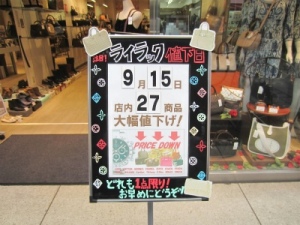 ライラック値下日
9月15日
店内27商品
大幅値下げ!
PRICE DOWN
どれも1点限り!
お早めにどうぞ!